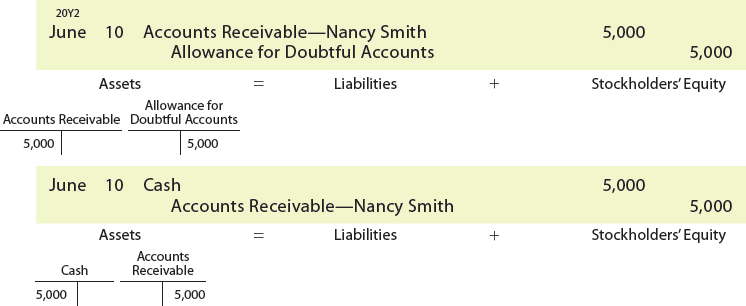 20Y2
June 10 Accounts Receivable—Nancy Smith 5,000
Allowance for Doubtful Accounts 5,000
Assets = Liabilities + Stockholders' Equity
Accounts Receivable
Allowance for
Doubtful Accounts
5,000 5,000
June 10 Cash 5,000
Accounts Receivable—Nancy Smith 5,000
Assets = Liabilities + Stockholders' Equity
Cash
Accounts
Receivable
5,000 5,000